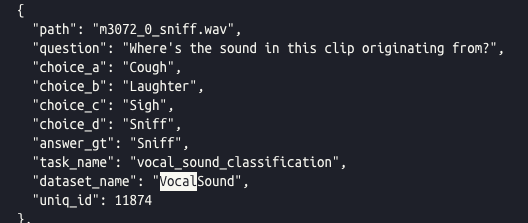 {
"path": "m3072_0_sniff.wav",
"question": "Where's the sound in this clip originating from?",
"choice_a": "Cough",
"choice_b": "Laughter",
"choice_c": "Sigh",
"choice_d": "Sniff",
"answer_gt": "Sniff",
"task_name": "vocal_sound_classification",
"dataset_name": "VocalSound",
"uniq_id": 11874
},